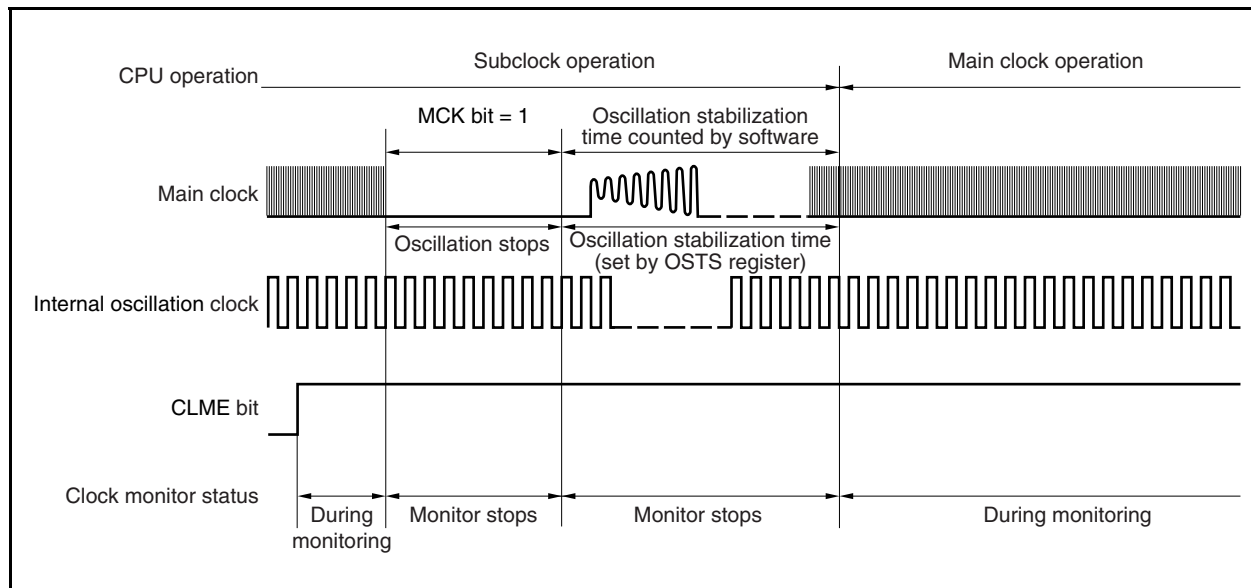 CPU operation
Subclock operation
Main clock operation
MCK bit = 1
Oscillation stabilization
time counted by software
Main clock
Oscillation stops
Oscillation stabilization time
(set by OSTS register)
Internal oscillation clock
CLME bit
Clock monitor status
During
monitoring
Monitor stops
Monitor stops
During monitoring